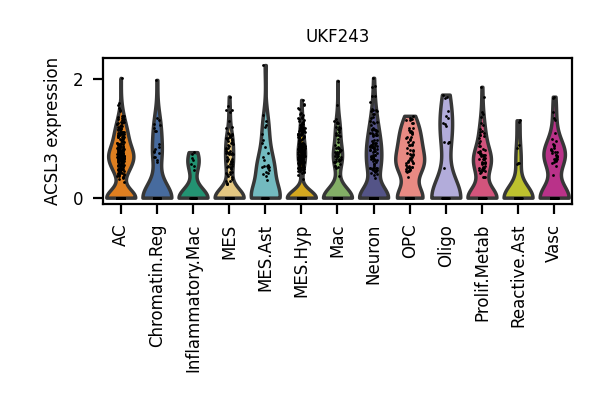 UKF243
ACSL3 expression
2
0
AC
Chromatin.Reg
Inflammatory.Mac
MES
MES.Ast
MES.Hyp
Mac
Neuron
OPC
Oligo
Prolif.Metab
Reactive.Ast
Vasc